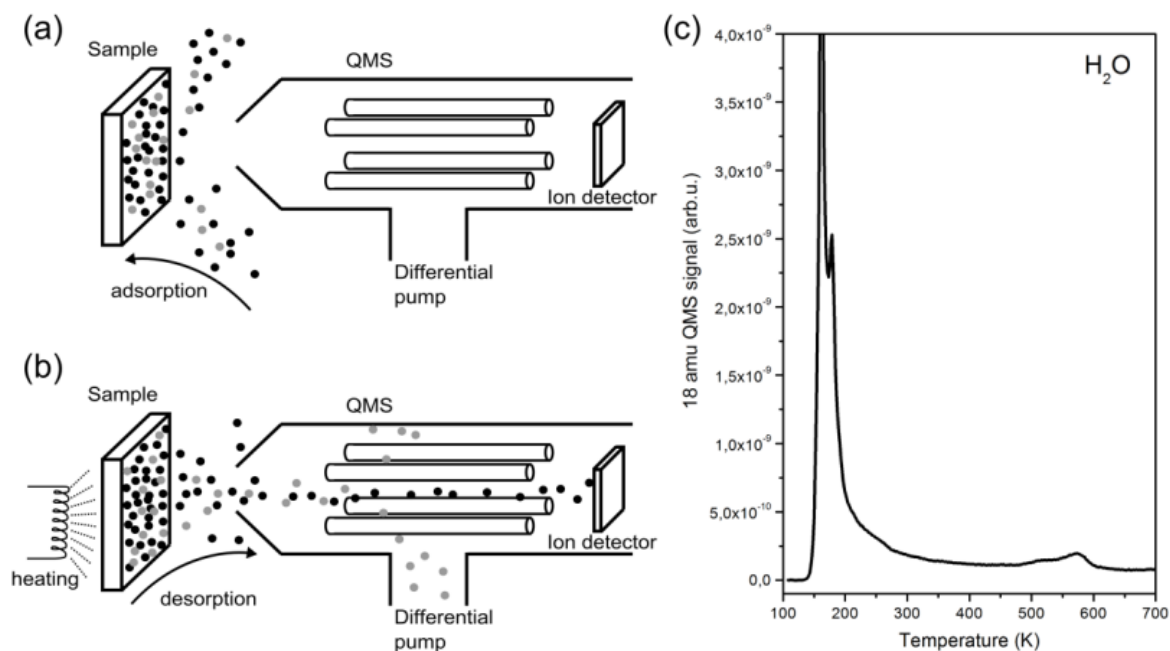 (a)
Sample
QMS
Ion detector
Differential
pump
adsorption
(b)
Sample
QMS
Ion detector
heating
desorption
Differential
pump
(c)
H₂O
4,0x10⁻⁹
3,5x10⁻⁹
3,0x10⁻⁹
2,5x10⁻⁹
2,0x10⁻⁹
1,5x10⁻⁹
1,0x10⁻⁹
5,0x10⁻¹⁰
0,0
18 amu QMS signal (arb.u.)
100 200 300 400 500 600 700
Temperature (K)